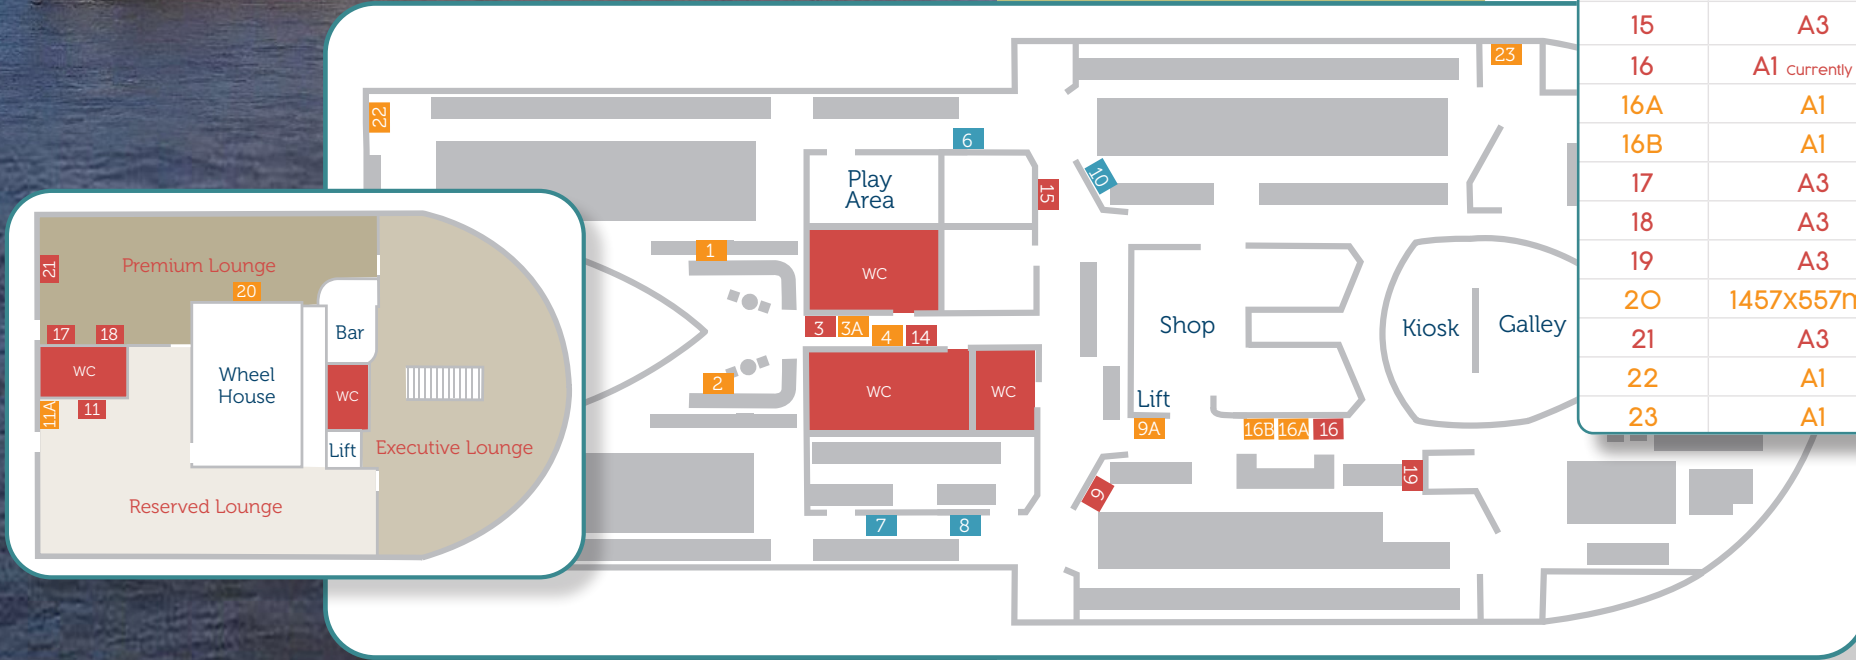 23
22
6
Play
Area
15
10
1
WC
3
3A
4
14
2
WC
WC
Shop
Lift
9A
16B
16A
16
Kiosk
Galley
19
9
7
8
Premium Lounge
21
20
17
18
WC
11A
11
Wheel
House
Bar
WC
Lift
Executive Lounge
Reserved Lounge
15 A3
16 A1 Currently
16A A1
16B A1
17 A3
18 A3
19 A3
20 1457x557
21 A3
22 A1
23 A1